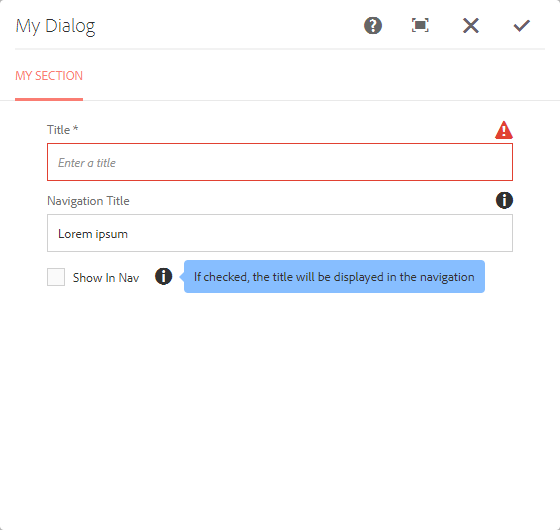 My Dialog
MY SECTION
Title *
Enter a title
Navigation Title
Lorem ipsum
Show In Nav
If checked, the title will be displayed in the navigation